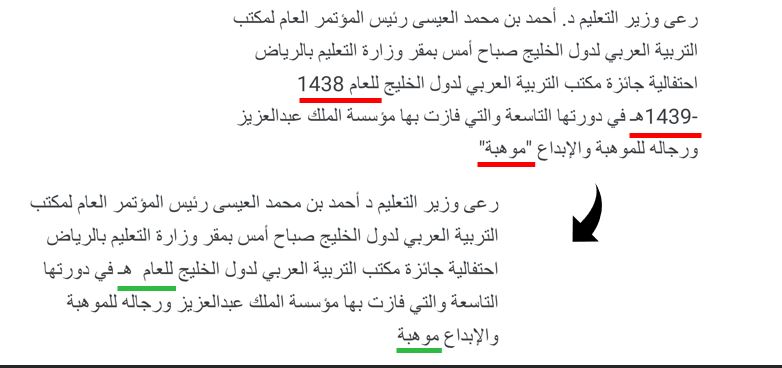 رعى وزير التعليم د. أحمد بن محمد العيسى رئيس المؤتمر العام لمكتب
التربية العربي لدول الخليج صباح أمس بمقر وزارة التعليم بالرياض
احتفالية جائزة مكتب التربية العربي لدول الخليج للعام 1438
-1439هـ في دورتها التاسعة والتي فازت بها مؤسسة الملك عبدالعزيز
ورجاله للموهبة والإبداع "موهبة"
رعى وزير التعليم د أحمد بن محمد العيسى رئيس المؤتمر العام لمكتب
التربية العربي لدول الخليج صباح أمس بمقر وزارة التعليم بالرياض
احتفالية جائزة مكتب التربية العربي لدول الخليج للعام  هـ في دورتها
التاسعة والتي فازت بها مؤسسة الملك عبدالعزيز ورجاله للموهبة
والإبداع موهبة